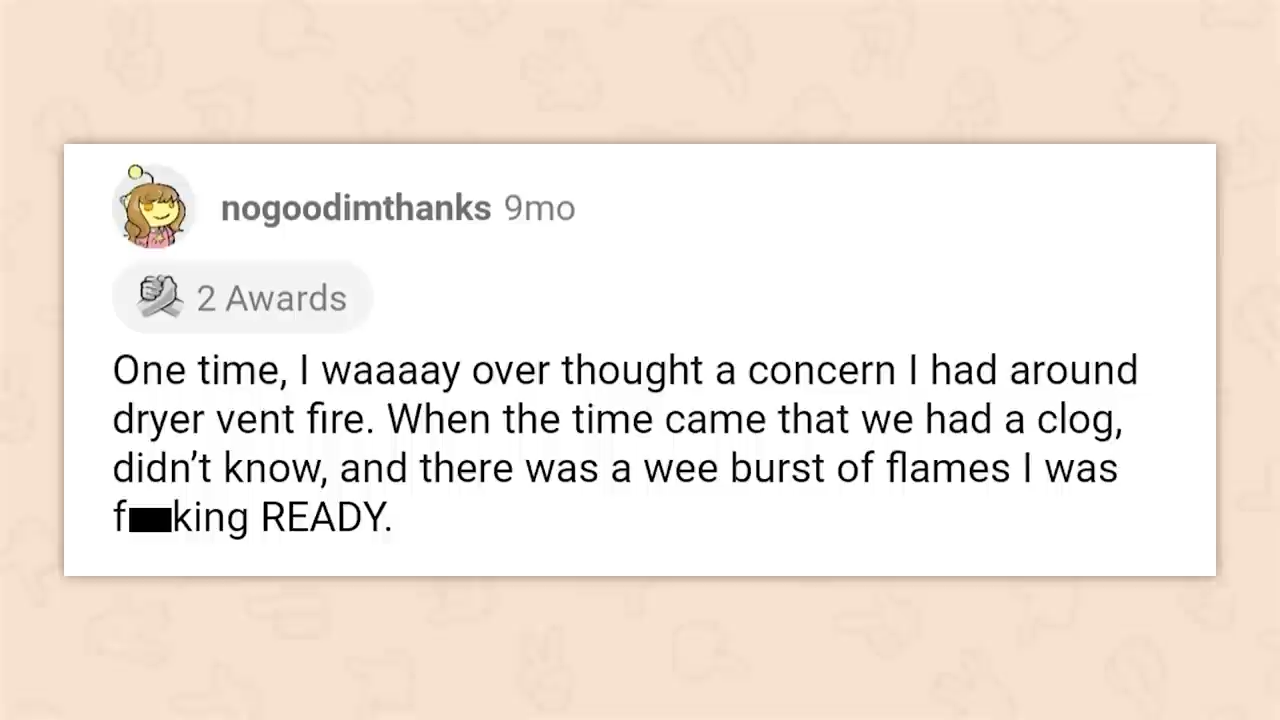 nogoodimthanks 9mo
2 Awards
One time, I waaaay over thought a concern I had around
dryer vent fire. When the time came that we had a clog,
didn’t know, and there was a wee burst of flames I was
f██king READY.